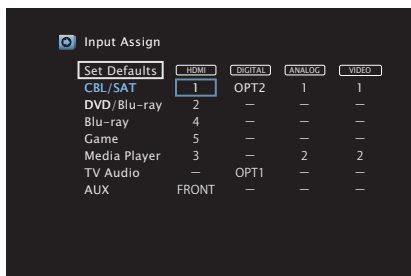 Input Assign
Set Defaults HDMI DIGITAL ANALOG VIDEO
CBL/SAT 1 OPT2 1 1
DVD/Blu-ray 2 – – –
Blu-ray 4 – – –
Game 5 – – –
Media Player 3 – 2 2
TV Audio – OPT1 – –
AUX FRONT – – –